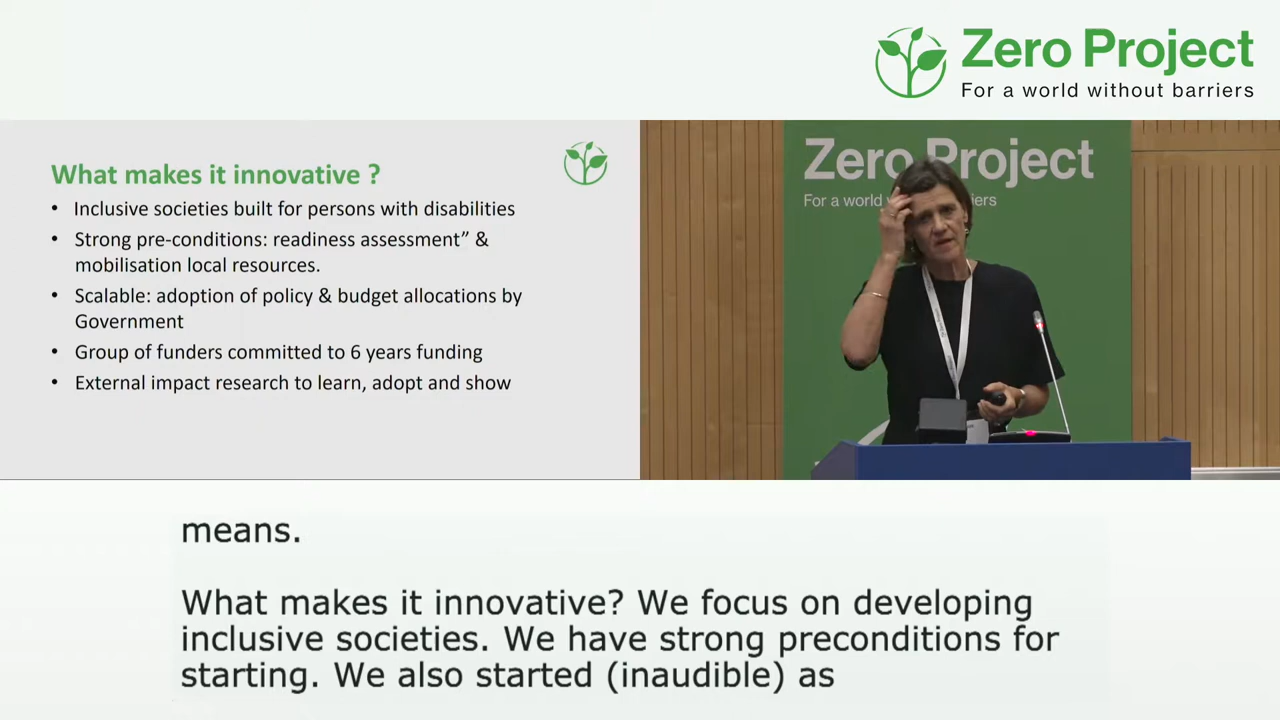 Zero Project
For a world without barriers
What makes it innovative ?
• Inclusive societies built for persons with disabilities
• Strong pre-conditions: readiness assessment” &
mobilisation local resources.
• Scalable: adoption of policy & budget allocations by
Government
• Group of funders committed to 6 years funding
• External impact research to learn, adopt and show
Zero Project
For a world
means.
What makes it innovative? We focus on developing
inclusive societies. We have strong preconditions for
starting. We also started (inaudible) as